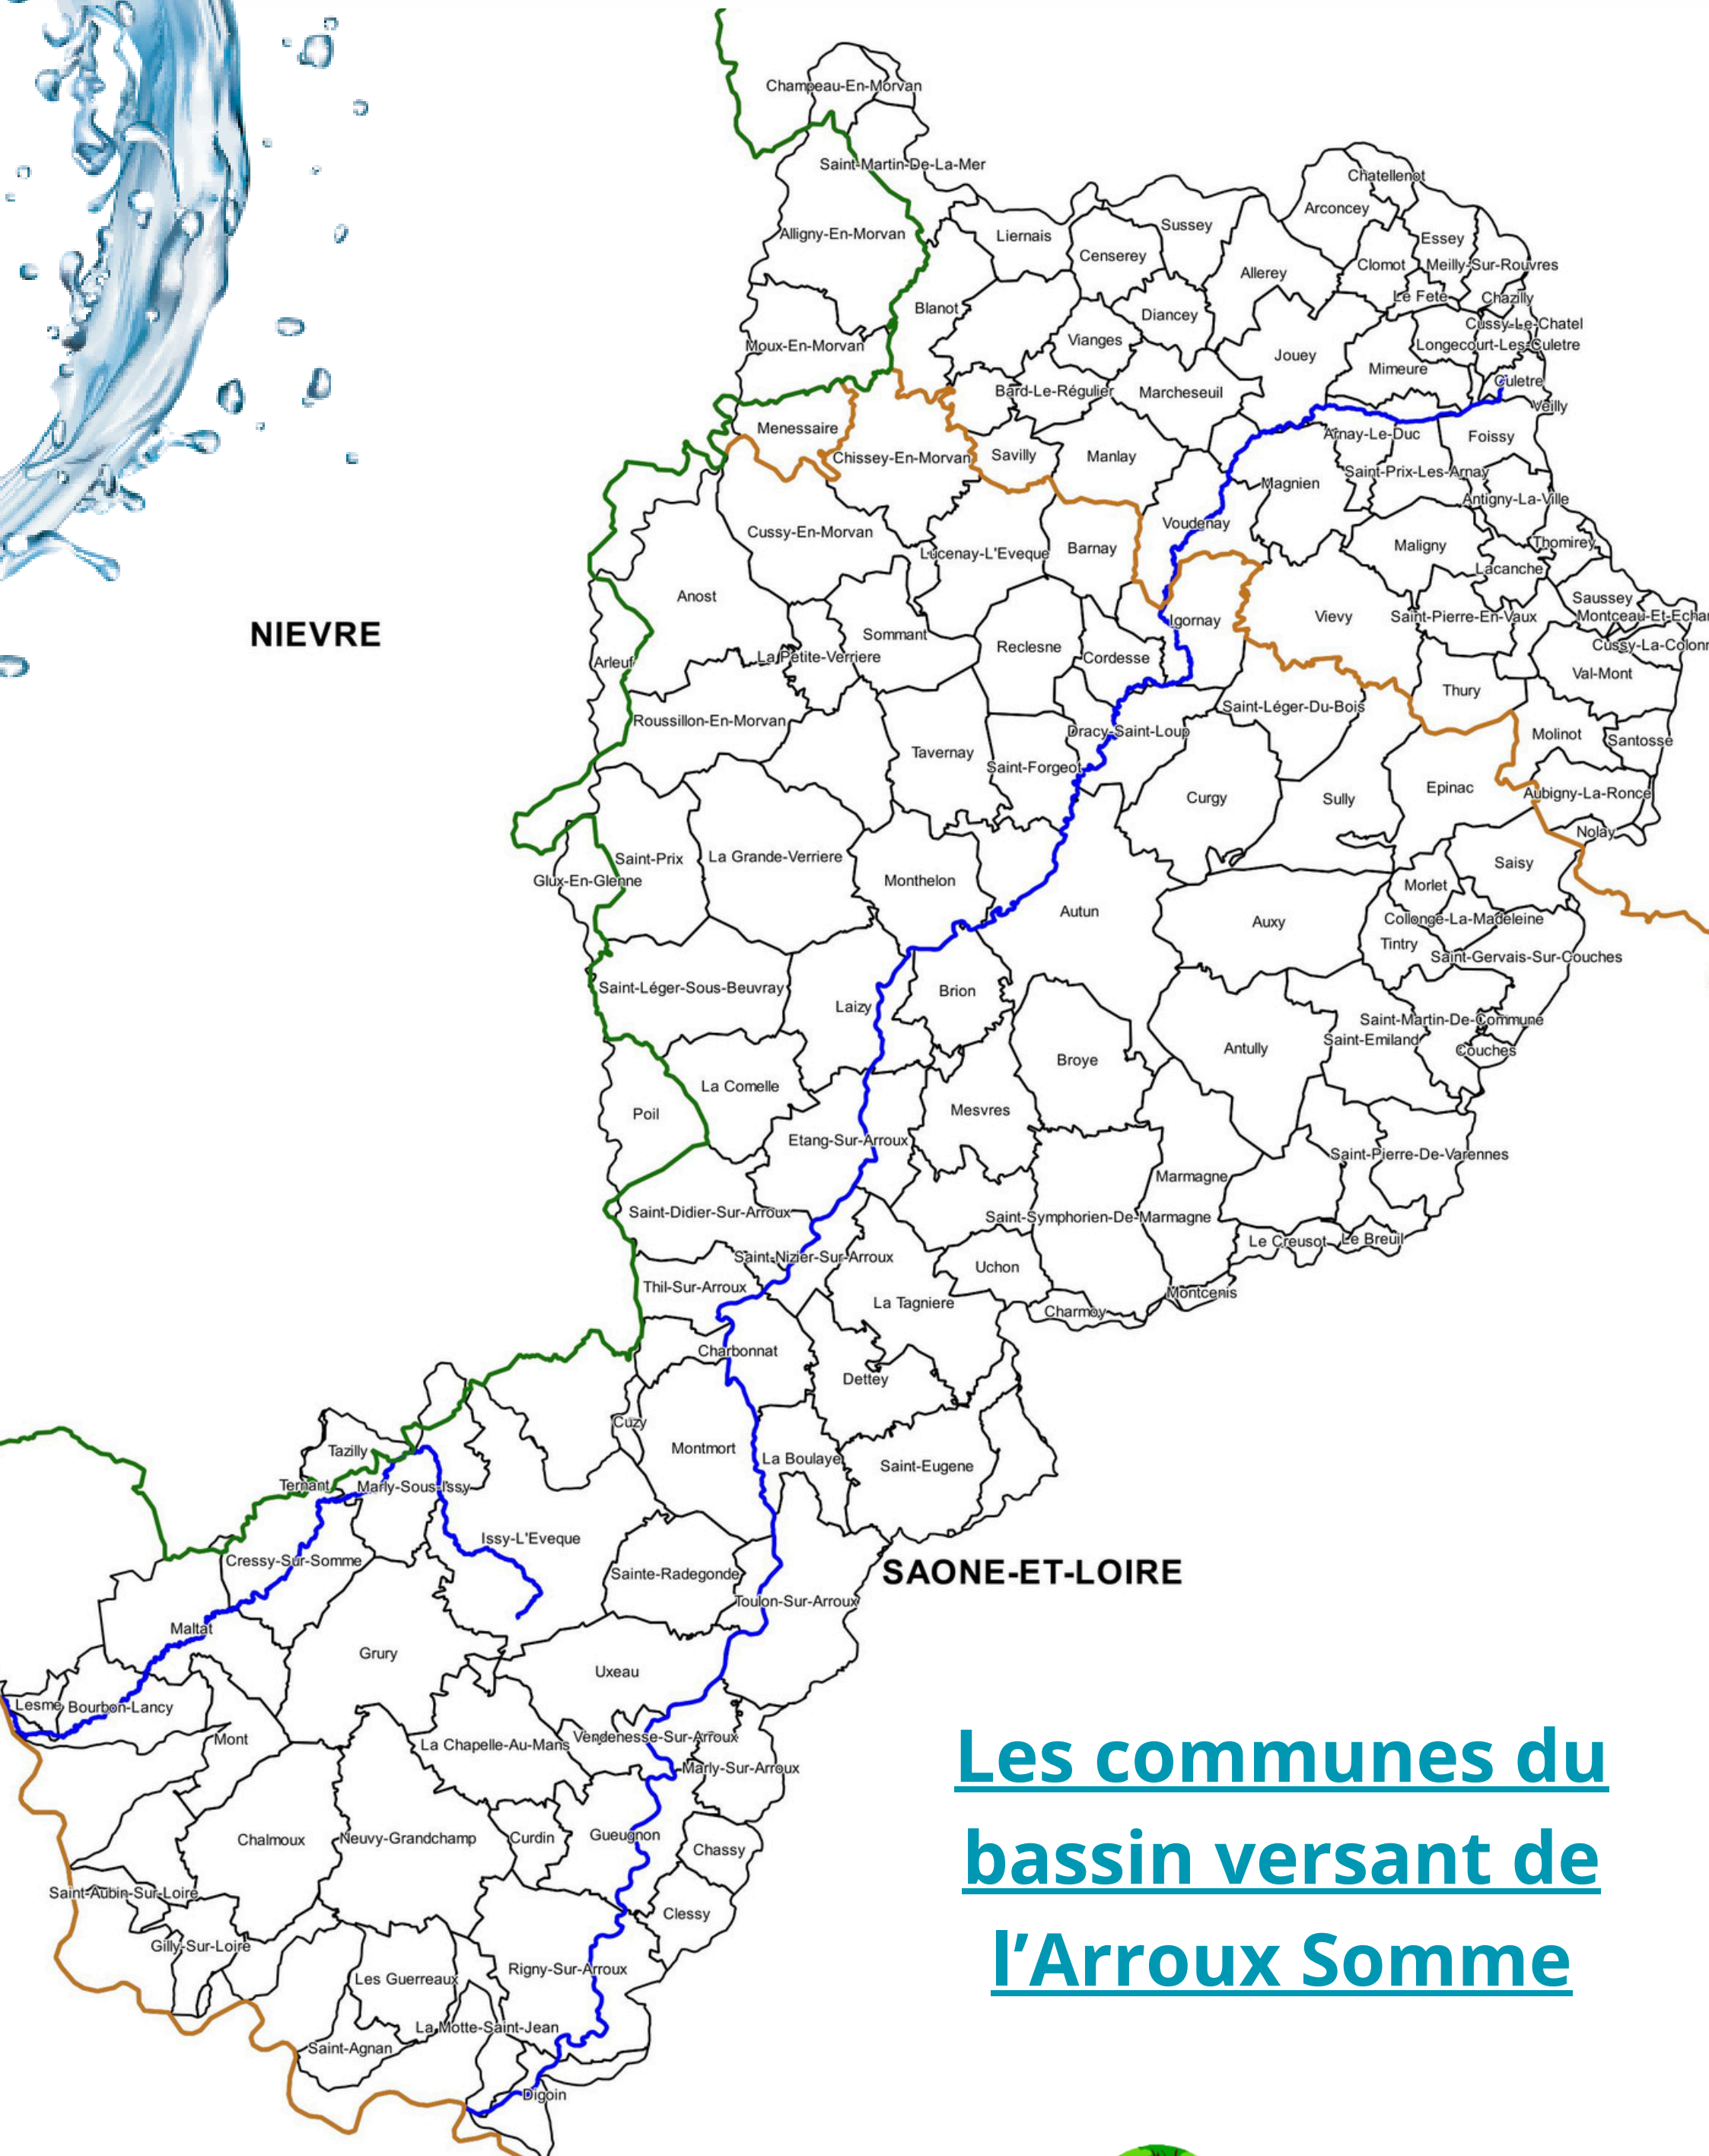 Champeau-En-Morvan
Saint-Martin-De-La-Mer
Chatellenot
Arconcey
Sussey
Alligny-En-Morvan
Liernais
Essey
Censerey
Clomot
Meilly-Sur-Rouvres
Allerey
Le Fete
Chazilly
Blanot
Diancey
Cussy-Le-Chatel
Vianges
Longecourt-Les-Culetre
Moux-En-Morvan
Jouey
Mimeure
Culetre
Bard-Le-Régulier
Marcheseuil
Veilly
Menessaire
Arnay-Le-Duc
Foissy
Chissey-En-Morvan
Savilly
Manlay
Saint-Prix-Les-Arnay
Magnien
Antigny-La-Ville
Voudenay
Cussy-En-Morvan
Thomirey
Maligny
Barnay
Lucenay-L'Eveque
Lacanche
Anost
Saussey
Vievy
Saint-Pierre-En-Vaux
Montceau-Et-Echar
Igornay
Sommant
NIEVRE
Reclesne
Cussy-La-Colonn
La Petite-Verriere
Cordesse
Arleuf
Val-Mont
Thury
Saint-Léger-Du-Bois
Roussillon-En-Morvan
Dracy-Saint-Loup
Molinot
Santosse
Tavernay
Saint-Forgeot
Epinac
Aubigny-La-Ronce
Curgy
Sully
Nolay
Saint-Prix
La Grande-Verriere
Saisy
Glux-En-Glenne
Monthelon
Morlet
Autun
Auxy
Collonge-La-Madeleine
Tintry
Saint-Gervais-Sur-Couches
Saint-Léger-Sous-Beuvray
Brion
Laizy
Saint-Martin-De-Commune
Saint-Emiland
Antully
Couches
Broye
La Comelle
Poil
Mesvres
Etang-Sur-Arroux
Saint-Pierre-De-Varennes
Marmagne
Saint-Didier-Sur-Arroux
Saint-Symphorien-De-Marmagne
Le Creusot
Le Breuil
Saint-Nizier-Sur-Arroux
Uchon
Thil-Sur-Arroux
Montcenis
La Tagniere
Charmoy
Charbonnat
Dettey
Cuzy
Tazilly
Montmort
La Boulaye
Saint-Eugene
Ternant
Marly-Sous-Issy
Issy-L'Eveque
Cressy-Sur-Somme
SAONE-ET-LOIRE
Sainte-Radegonde
Toulon-Sur-Arroux
Maltat
Grury
Uxeau
Lesme
Bourbon-Lancy
Mont
Vendenesse-Sur-Arroux
La Chapelle-Au-Mans
Marly-Sur-Arroux
Les communes du
bassin versant de
l’Arroux Somme
Chalmoux
Neuvy-Grandchamp
Curdin
Gueugnon
Chassy
Saint-Aubin-Sur-Loire
Clessy
Gilly-Sur-Loire
Rigny-Sur-Arroux
Les Guerreaux
La Motte-Saint-Jean
Saint-Agnan
Digoin